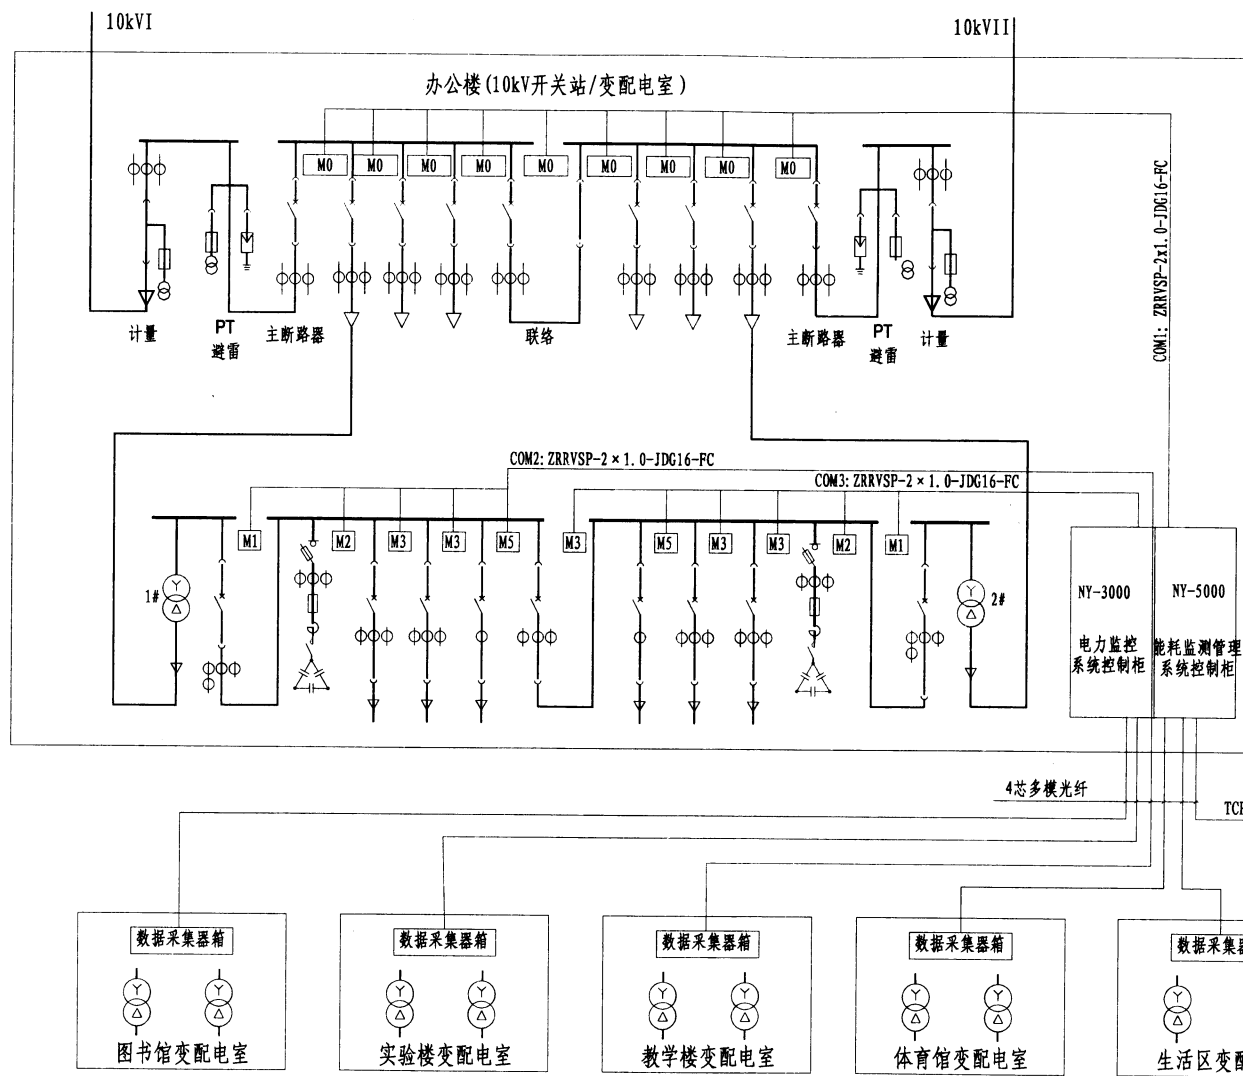 10kVI
10kVII
办公楼(10kV开关站/变配电室)
M0 M0 M0 M0 M0 M0 M0 M0 M0
COM1: ZRRVSP-2x1.0-JDG16-FC
计量
PT
避雷
主断路器
联络
主断路器
PT
避雷
计量
COM2:ZRRVSP-2×1.0-JDG16-FC
COM3:ZRRVSP-2×1.0-JDG16-FC
M1 M2 M3 M3 M5 M3 M5 M3 M3 M2 M1
1#
2#
NY-3000
电力监控
系统控制柜
NY-5000
能耗监测管理
系统控制柜
4芯多模光纤
TCP
数据采集器箱 数据采集器箱 数据采集器箱 数据采集器箱 数据采集器
图书馆变配电室 实验楼变配电室 教学楼变配电室 体育馆变配电室 生活区变配